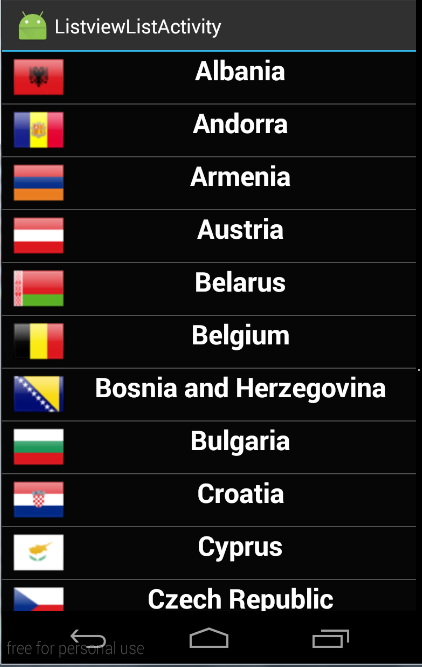 ListviewListActivity
Albania
Andorra
Armenia
Austria
Belarus
Belgium
Bosnia and Herzegovina
Bulgaria
Croatia
Cyprus
Czech Republic
free for personal use